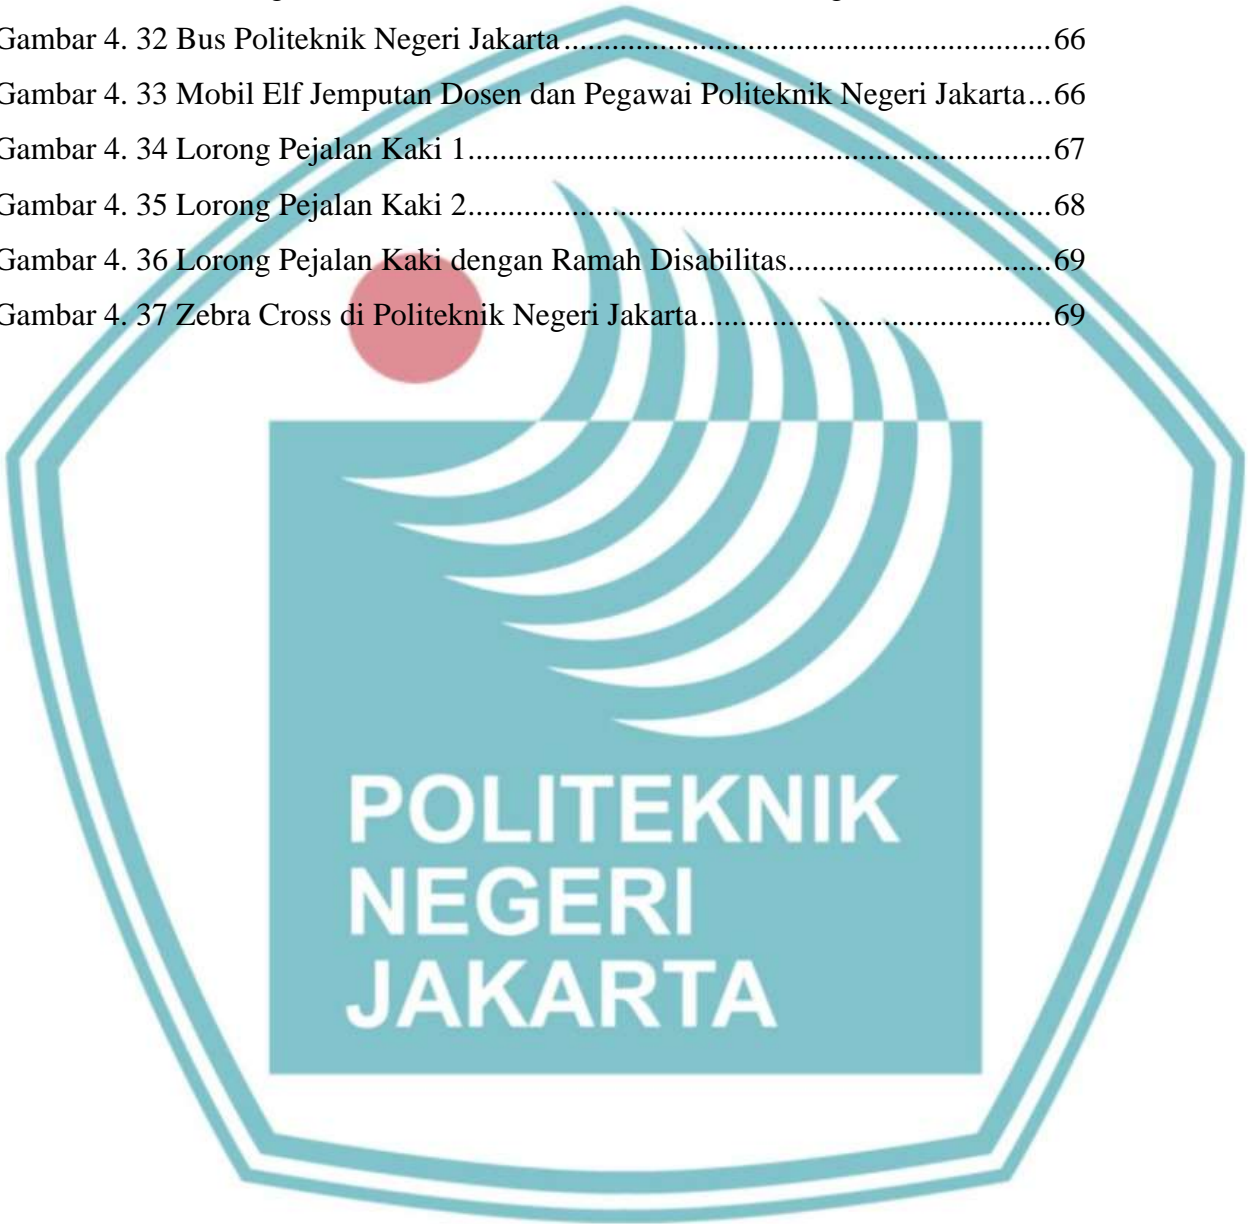 Gambar 4. 32 Bus Politeknik Negeri Jakarta.............................................................66
Gambar 4. 33 Mobil Elf Jemputan Dosen dan Pegawai Politeknik Negeri Jakarta...66
Gambar 4. 34 Lorong Pejalan Kaki 1.........................................................................67
Gambar 4. 35 Lorong Pejalan Kaki 2.........................................................................68
Gambar 4. 36 Lorong Pejalan Kaki dengan Ramah Disabilitas.................................69
Gambar 4. 37 Zebra Cross di Politeknik Negeri Jakarta............................................69
POLITEKNIK
NEGERI
JAKARTA